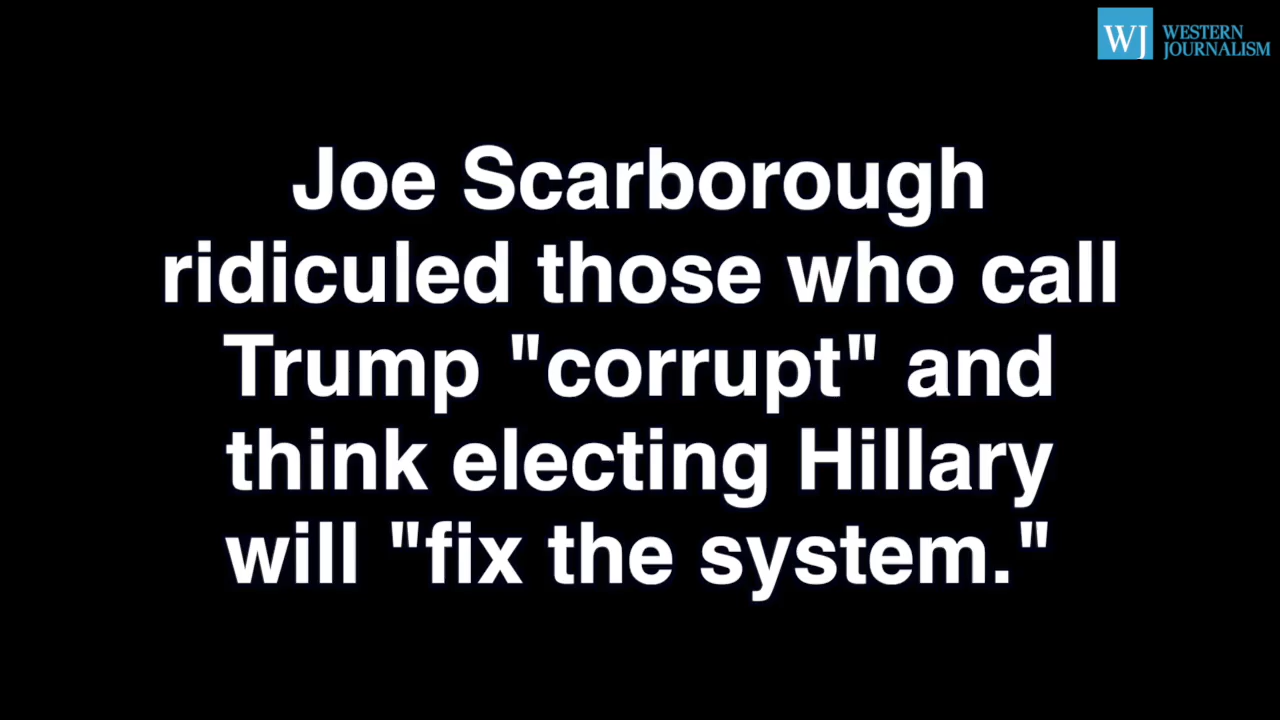 WJ WESTERN
JOURNALISM
Joe Scarborough
ridiculed those who call
Trump "corrupt" and
think electing Hillary
will "fix the system."